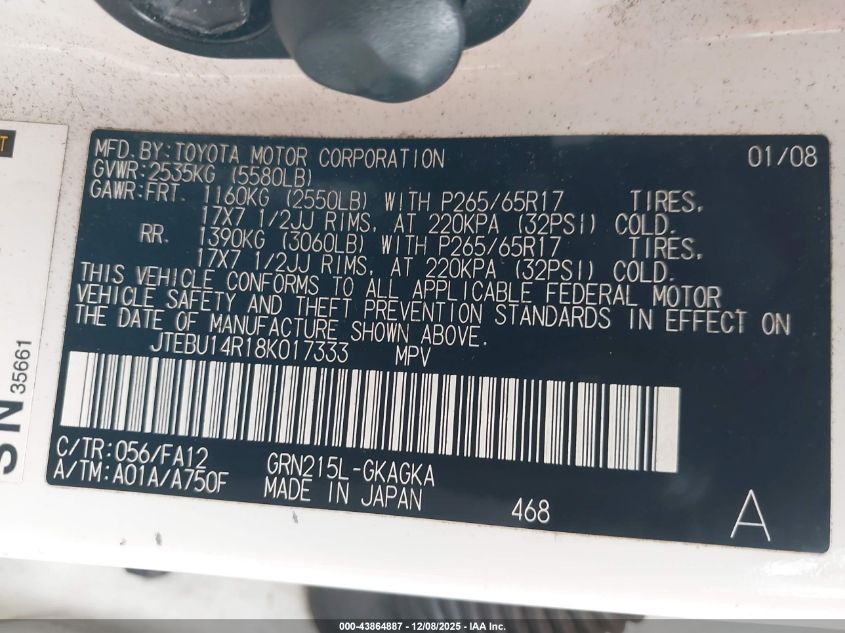 MFD. BY: TOYOTA MOTOR CORPORATION 01/08
GVWR: 2535KG (5580LB)
GAWR: FRT. 1160KG (2550LB) WITH P265/65R17 TIRES,
17X7 1/2JJ RIMS, AT 220KPA (32PSI) COLD.
RR. 1390KG (3060LB) WITH P265/65R17 TIRES,
17X7 1/2JJ RIMS, AT 220KPA (32PSI) COLD.
THIS VEHICLE CONFORMS TO ALL APPLICABLE FEDERAL MOTOR
VEHICLE SAFETY AND THEFT PREVENTION STANDARDS IN EFFECT ON
THE DATE OF MANUFACTURE SHOWN ABOVE.
JTEBU14R18K017333 MPV
C/TR: 056/FA12
A/TM: A01A/A750F
GRN215L-GKAGKA
MADE IN JAPAN
468
A
SN 35661
000-43864887 - 12/08/2025 - IAA Inc.